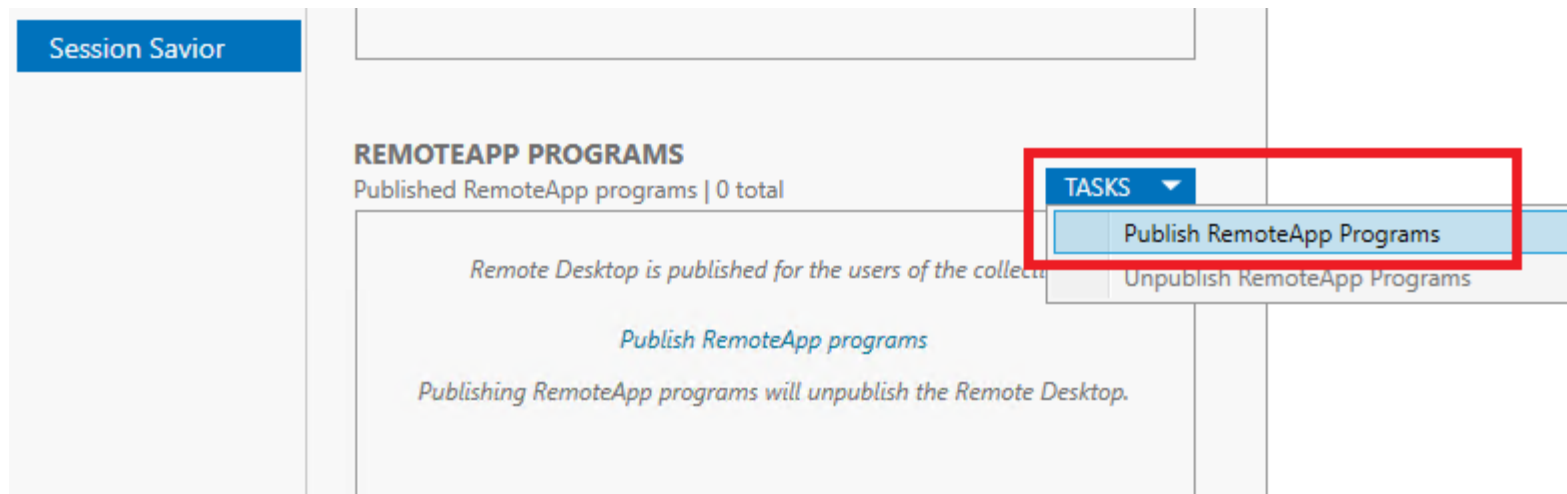 Session Savior
REMOTEAPP PROGRAMS
Published RemoteApp programs | 0 total
TASKS
Publish RemoteApp Programs
Unpublish RemoteApp Programs
Remote Desktop is published for the users of the
Publish RemoteApp programs
Publishing RemoteApp programs will unpublish the Remote Desktop.